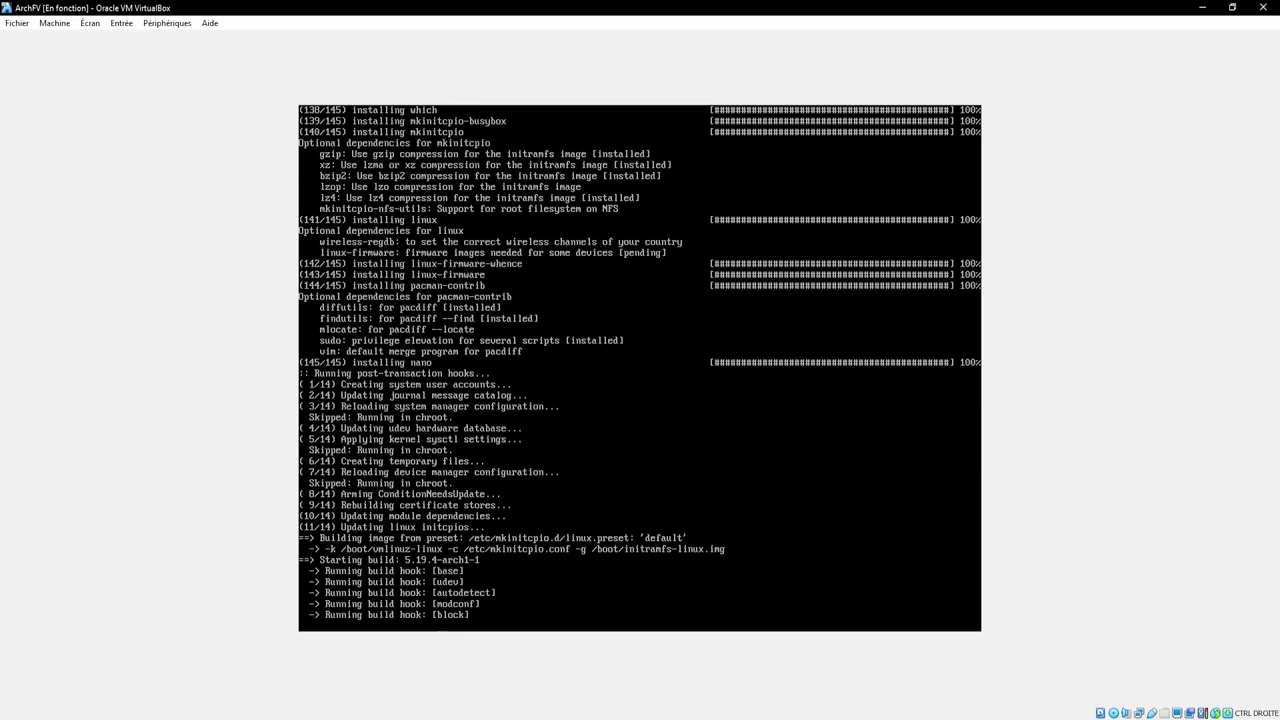 ArchFV [En fonction] - Oracle VM VirtualBox
Fichier Machine Écran Entrée Périphériques Aide
(138/145) installing which [####################################################] 100%
(139/145) installing mkinitcpio-busybox [####################################################] 100%
(140/145) installing mkinitcpio [####################################################] 100%
Optional dependencies for mkinitcpio
gzip: Use gzip compression for the initramfs image [installed]
xz: Use lzma or xz compression for the initramfs image [installed]
bzip2: Use bzip2 compression for the initramfs image [installed]
lzop: Use lzo compression for the initramfs image
lz4: Use lz4 compression for the initramfs image [installed]
mkinitcpio-nfs-utils: Support for root filesystem on NFS
(141/145) installing linux [####################################################] 100%
Optional dependencies for linux
wireless-regdb: to set the correct wireless channels of your country
linux-firmware: firmware images needed for some devices [pending]
(142/145) installing linux-firmware-whence [####################################################] 100%
(143/145) installing linux-firmware [####################################################] 100%
(144/145) installing pacman-contrib [####################################################] 100%
Optional dependencies for pacman-contrib
diffutils: for pacdiff [installed]
findutils: for pacdiff --find [installed]
mlocate: for pacdiff --locate
sudo: privilege elevation for several scripts [installed]
vim: default merge program for pacdiff
(145/145) installing nano [####################################################] 100%
:: Running post-transaction hooks...
( 1/14) Creating system user accounts...
( 2/14) Updating journal message catalog...
( 3/14) Reloading system manager configuration...
Skipped: Running in chroot.
( 4/14) Updating udev hardware database...
( 5/14) Applying kernel sysctl settings...
Skipped: Running in chroot.
( 6/14) Creating temporary files...
( 7/14) Reloading device manager configuration...
Skipped: Running in chroot.
( 8/14) Arming ConditionNeedsUpdate...
( 9/14) Rebuilding certificate stores...
(10/14) Updating module dependencies...
(11/14) Updating linux initcpios...
==> Building image from preset: /etc/mkinitcpio.d/linux.preset: 'default'
-> -k /boot/vmlinuz-linux -c /etc/mkinitcpio.conf -g /boot/initramfs-linux.img
==> Starting build: 5.19.4-arch1-1
-> Running build hook: [base]
-> Running build hook: [udev]
-> Running build hook: [autodetect]
-> Running build hook: [modconf]
-> Running build hook: [block]
CTRL DROITE